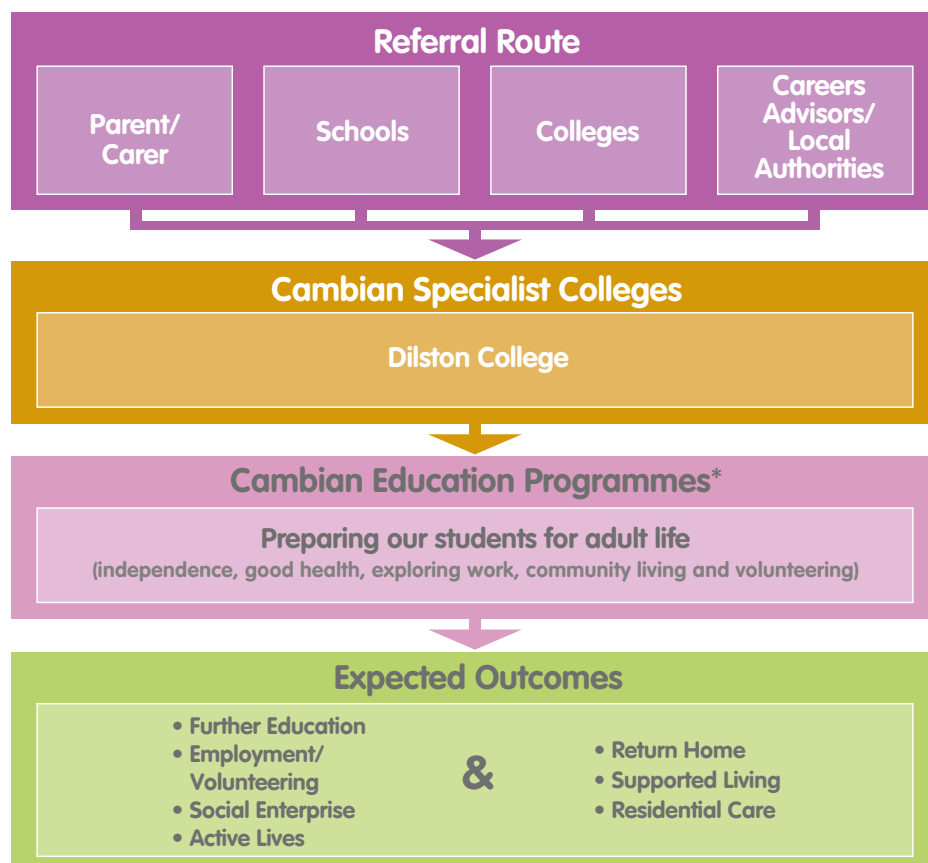 Referral Route
Parent/
Carer
Schools
Colleges
Careers
Advisors/
Local
Authorities
Cambian Specialist Colleges
Dilston College
Cambian Education Programmes*
Preparing our students for adult life
(independence, good health, exploring work, community living and volunteering)
Expected Outcomes
• Further Education
• Employment/
Volunteering
• Social Enterprise
• Active Lives
&
• Return Home
• Supported Living
• Residential Care